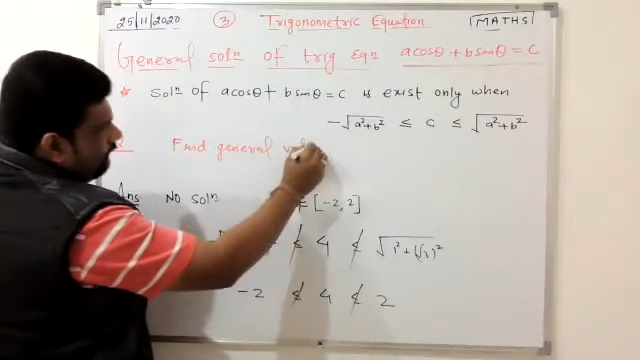 25/11/2020 ③ Trigonometric Equation MATHS
General solⁿ of trig Eqⁿ acosθ + bsinθ = c
* Solⁿ of acosθ + bsinθ = c is exist only when
-√a²+b² ≤ c ≤ √a²+b²
Find general val
Ans No solⁿ ∉ [-2, 2]
≮ 4 ≮ √1²+(√3)²
-2 ≮ 4 ≮ 2